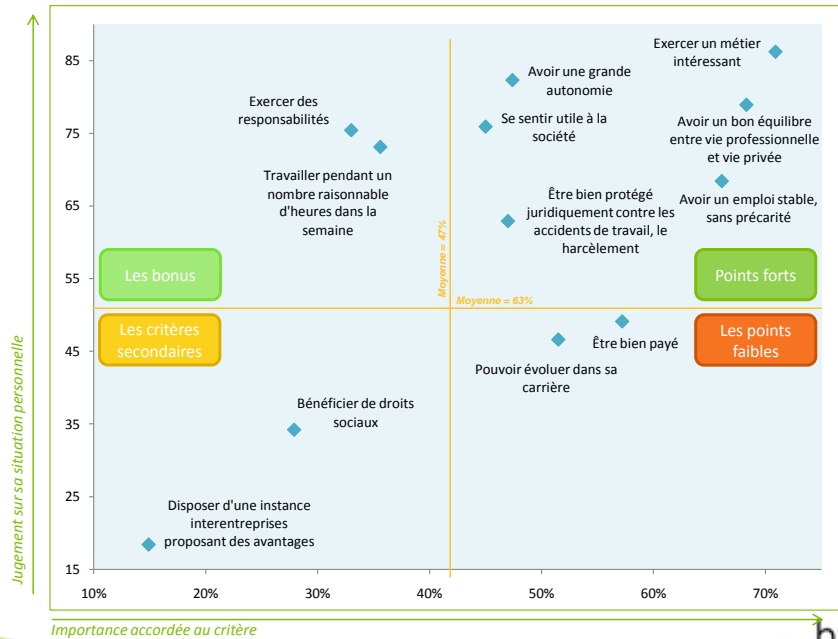 Jugement sur sa situation personnelle
85
75
65
55
45
35
25
15
Exercer un métier
intéressant
Avoir une grande
autonomie
Exercer des
responsabilités
Se sentir utile à la
société
Avoir un bon équilibre
entre vie professionnelle
et vie privée
Travailler pendant un
nombre raisonnable
d'heures dans la
semaine
Être bien protégé
juridiquement contre les
accidents de travail, le
harcèlement
Avoir un emploi stable,
sans précarité
Les bonus
Moyenne = 47%
Points forts
Moyenne = 63%
Les critères
secondaires
Les points
faibles
Être bien payé
Pouvoir évoluer dans sa
carrière
Bénéficier de droits
sociaux
Disposer d'une instance
interentreprises
proposant des avantages
10%
20%
30%
40%
50%
60%
70%
Importance accordée au critère